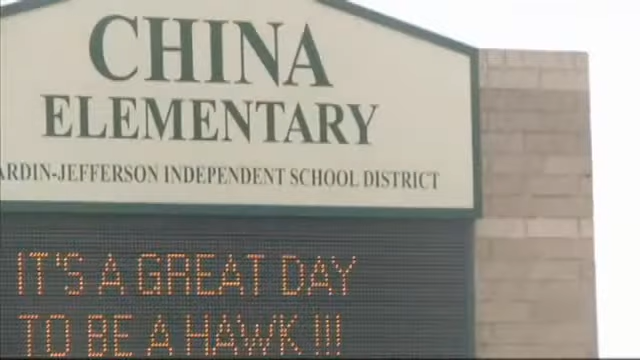 CHINA
ELEMENTARY
ARDIN-JEFFERSON INDEPENDENT SCHOOL DISTRICT
IT'S A GREAT DAY
TO BE A HAWK !!!